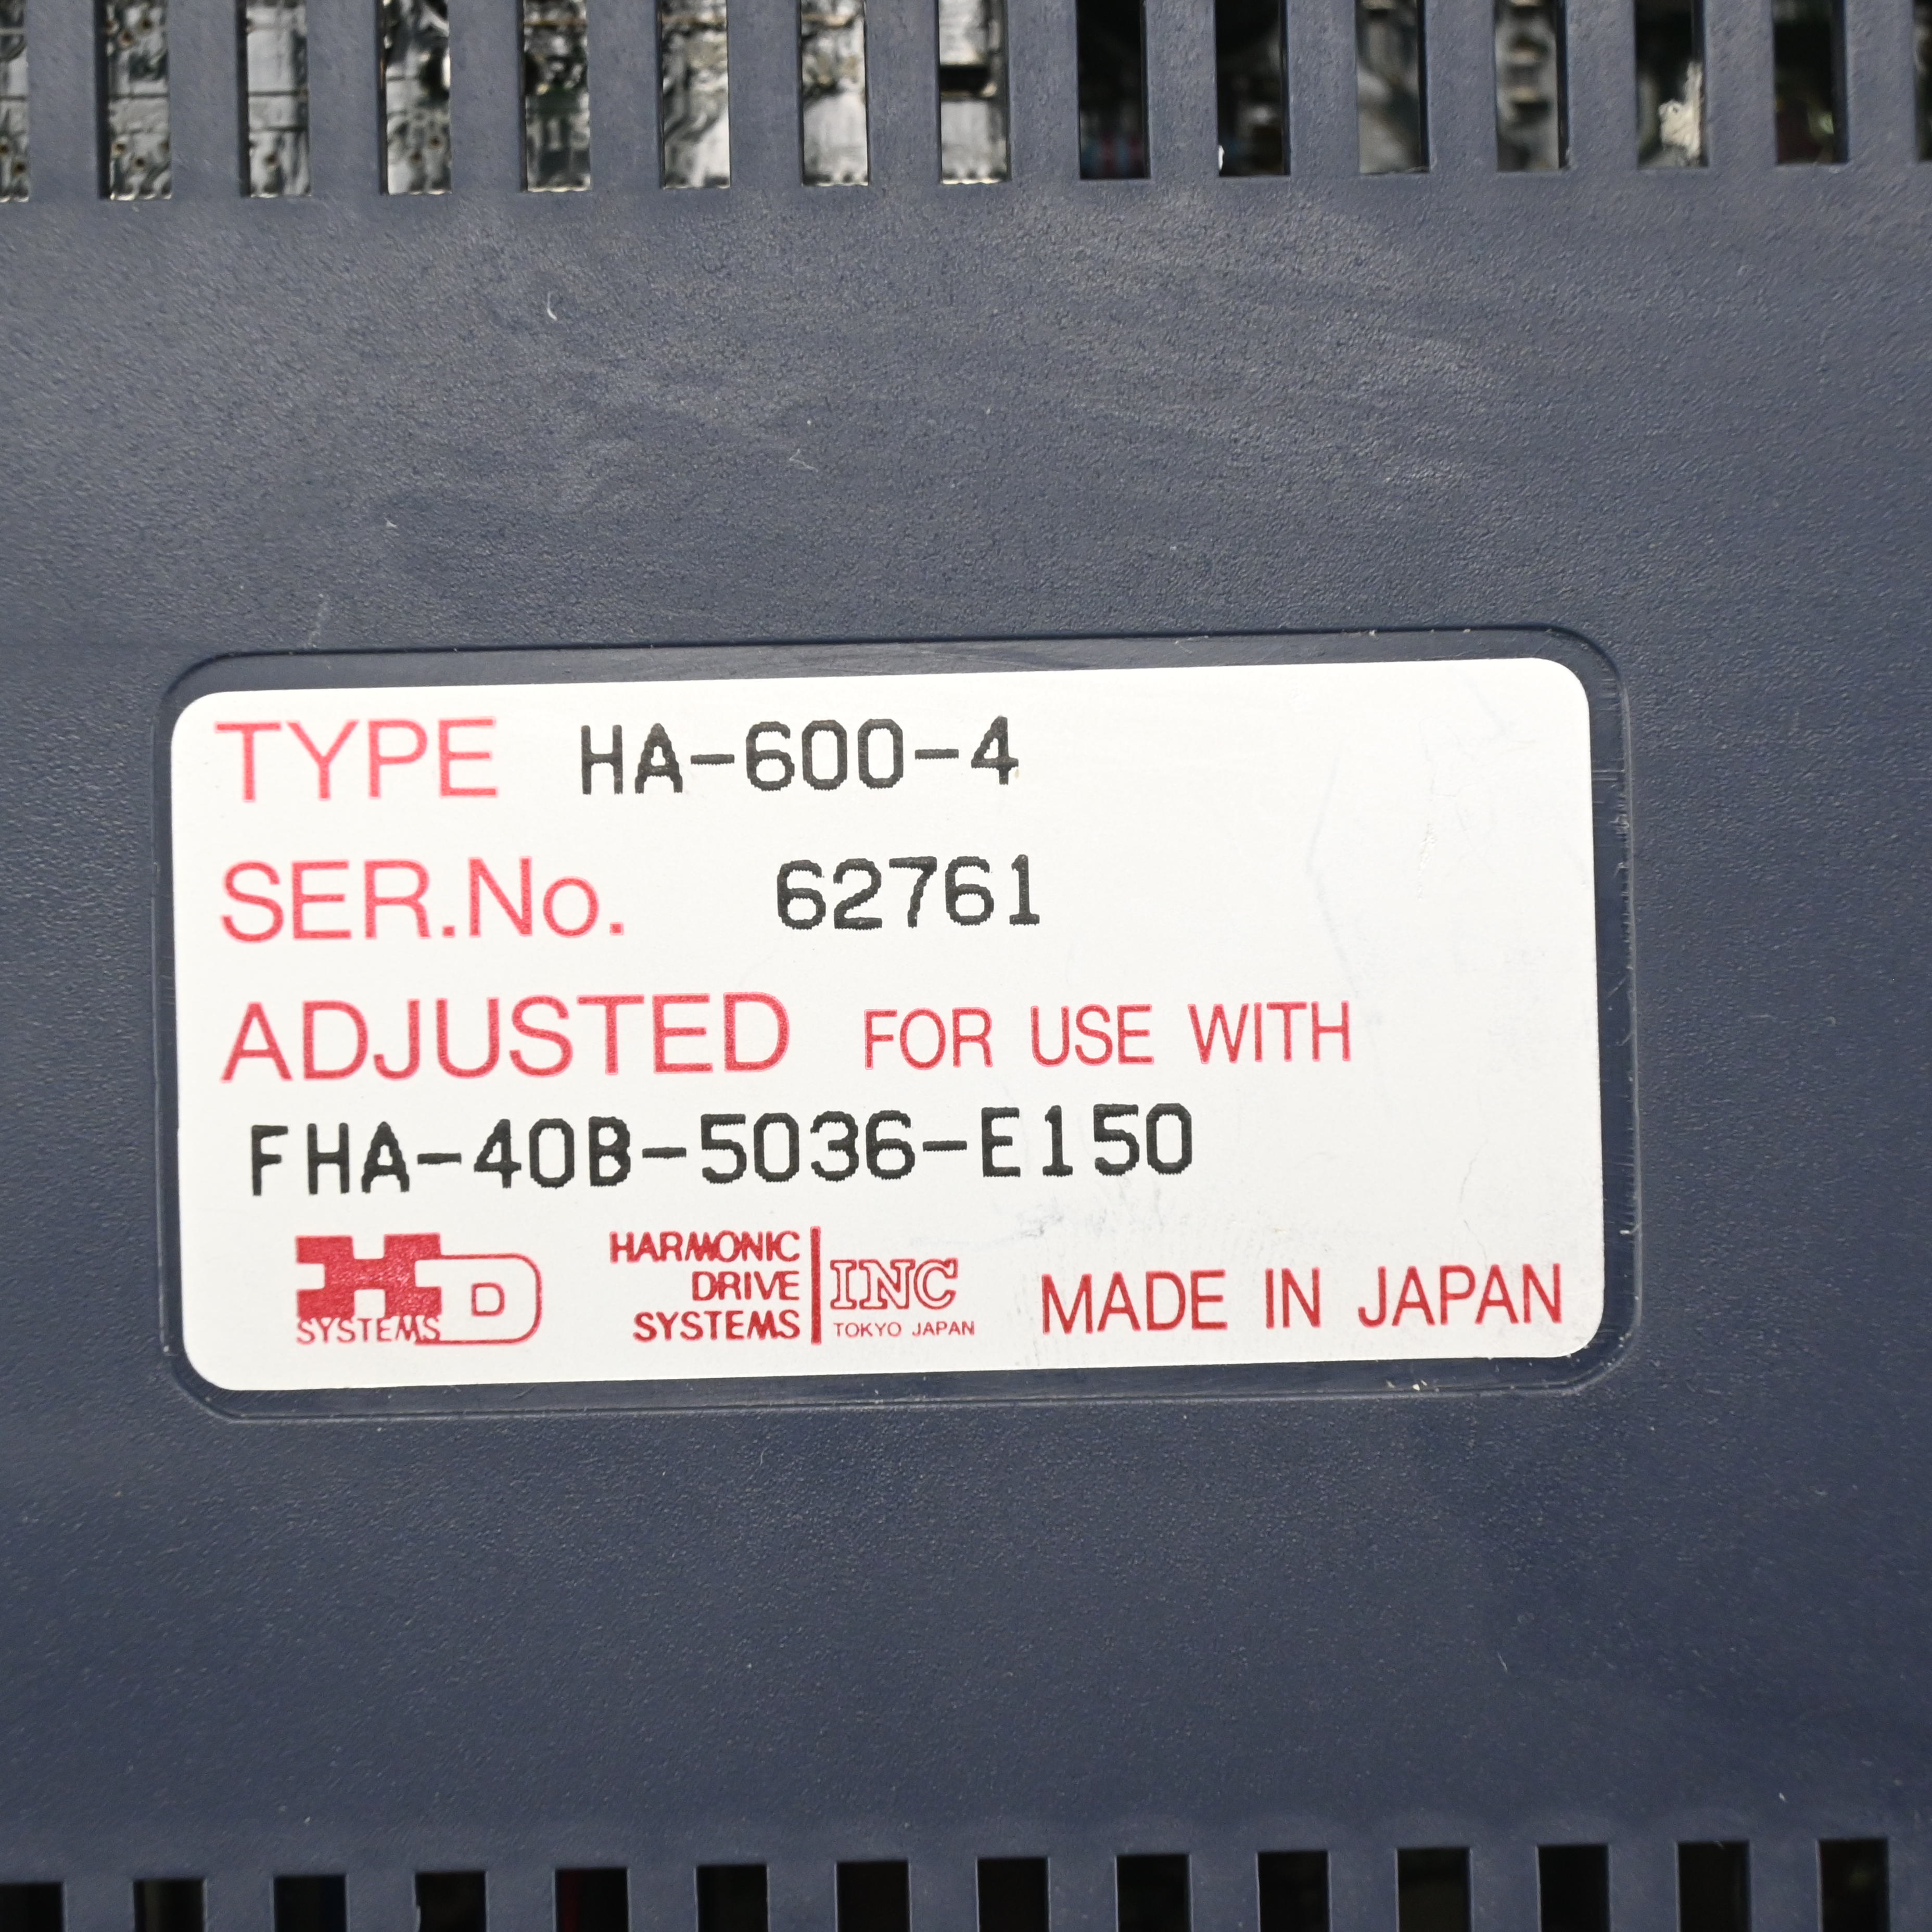 TYPE HA-600-4
SER.No. 62761
ADJUSTED FOR USE WITH
FHA-40B-5036-E150
HD SYSTEMS
HARMONIC
DRIVE
SYSTEMS
INC
TOKYO JAPAN
MADE IN JAPAN